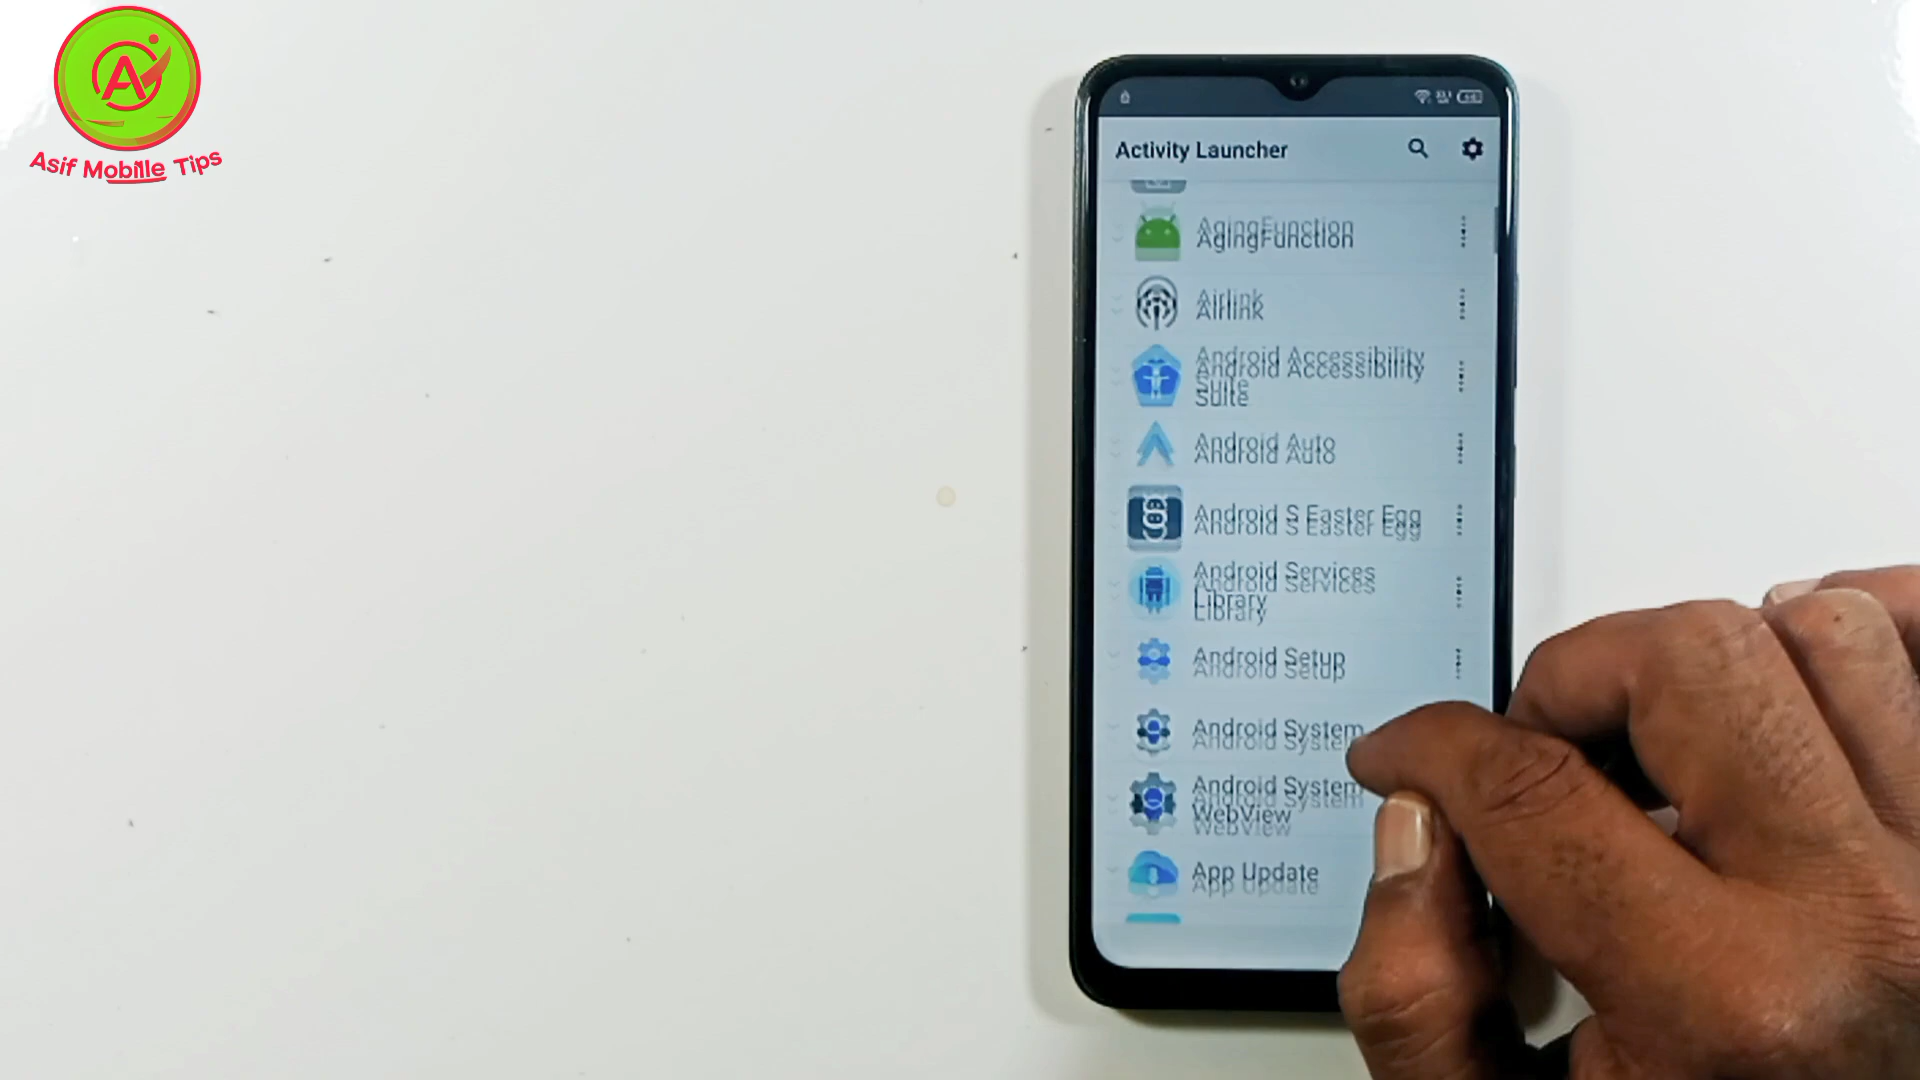 Asif Mobille Tips
Activity Launcher
AgingFunction
Airlink
Android Accessibility
Suite
Android Auto
Android S Easter Egg
Android Services
Library
Android Setup
Android System
Android System
WebView
App Update